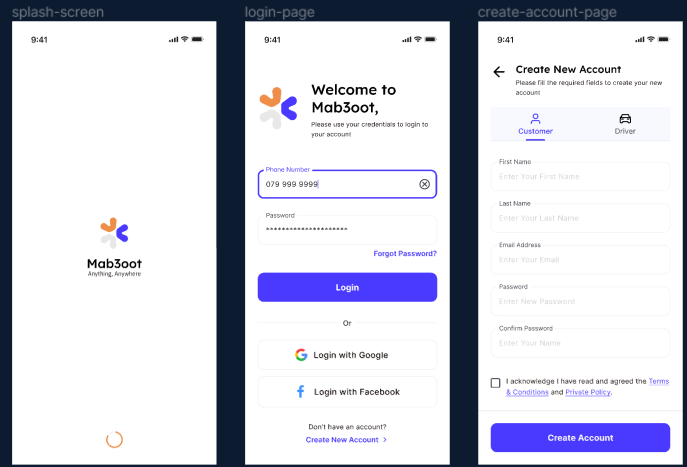 splash-screen
9:41
Mab3oot
Anything, Anywhere
login-page
9:41
Welcome to
Mab3oot,
Please use your credentials to login to
your account
Phone Number
079 999 9999
Password
*********************
Forgot Password?
Login
Or
Login with Google
Login with Facebook
Don't have an account?
Create New Account >
create-account-page
9:41
Create New Account
Please fill the required fields to create your new
account
Customer
Driver
First Name
Enter Your First Name
Last Name
Enter Your Last Name
Email Address
Enter Your Email
Password
Enter New Password
Confirm Password
Enter Your Name
I acknowledge I have read and agreed the Terms
& Conditions and Private Policy.
Create Account